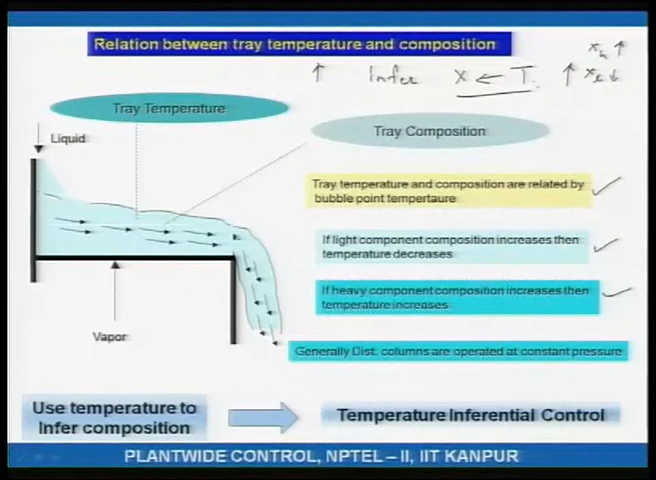 Relation between tray temperature and composition
xh ↑
↑ Infer X ← T. ↑ xl ↓
Tray Temperature
Tray Composition
Liquid
Tray temperature and composition are related by
bubble point tempertaure
If light component composition increases then
temperature decreases
If heavy component composition increases then
temperature increases
Vapor
Generally Dist. columns are operated at constant pressure
Use temperature to
Infer composition
Temperature Inferential Control
PLANTWIDE CONTROL, NPTEL – II, IIT KANPUR